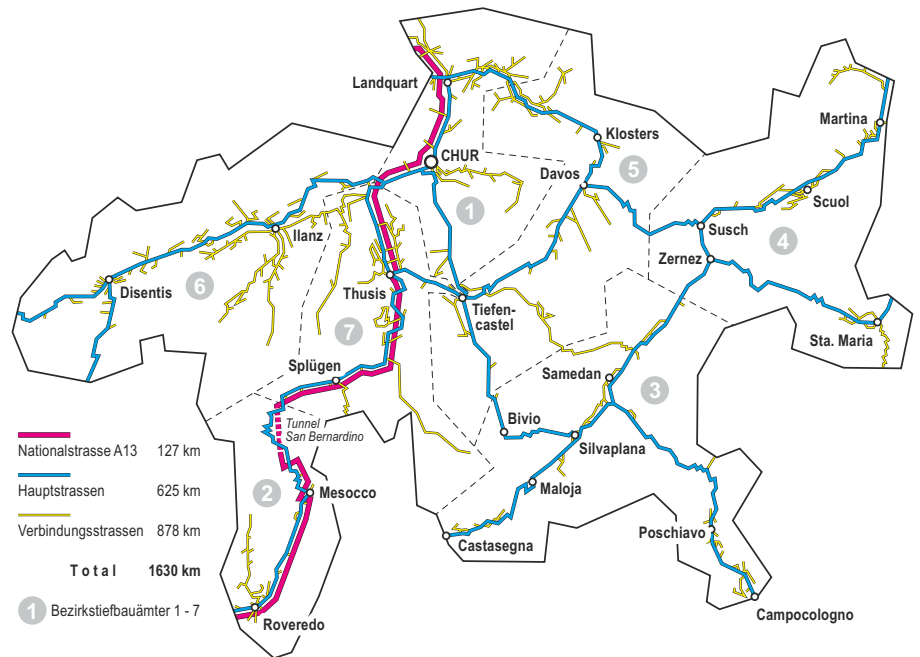 Landquart
Klosters
Martina
CHUR
Davos
5
1
Scuol
Susch
4
Ilanz
Zernez
6
Disentis
Thusis
Tiefen-
castel
7
Sta. Maria
Splügen
Samedan
3
Tunnel
San Bernardino
Bivio
Silvaplana
Nationalstrasse A13 127 km
Hauptstrassen 625 km
Verbindungsstrassen 878 km
Total 1630 km
1 Bezirkstiefbauämter 1 - 7
2
Mesocco
Maloja
Castasegna
Poschiavo
Campocologno
Roveredo